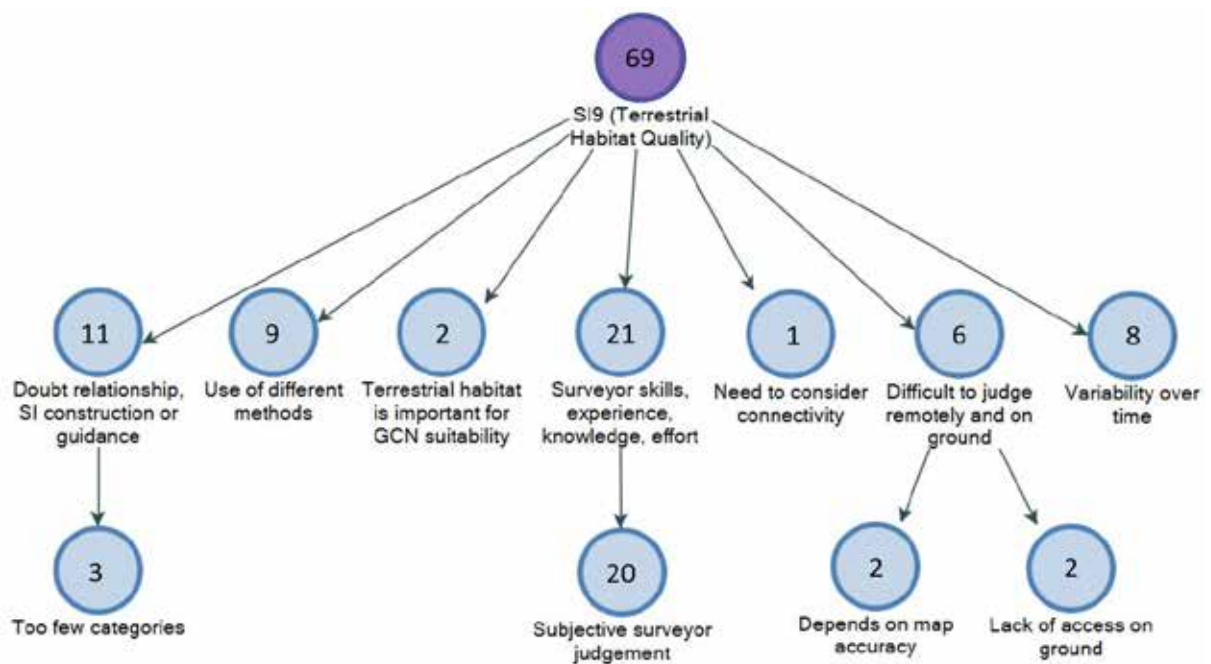 69
SI9 (Terrestrial
Habitat Quality)
11
Doubt relationship,
SI construction or
guidance
9
Use of different
methods
2
Terrestrial habitat
is important for
GCN suitability
21
Surveyor skills,
experience,
knowledge, effort
1
Need to consider
connectivity
6
Difficult to judge
remotely and on
ground
8
Variability over
time
3
Too few categories
20
Subjective surveyor
judgement
2
Depends on map
accuracy
2
Lack of access on
ground